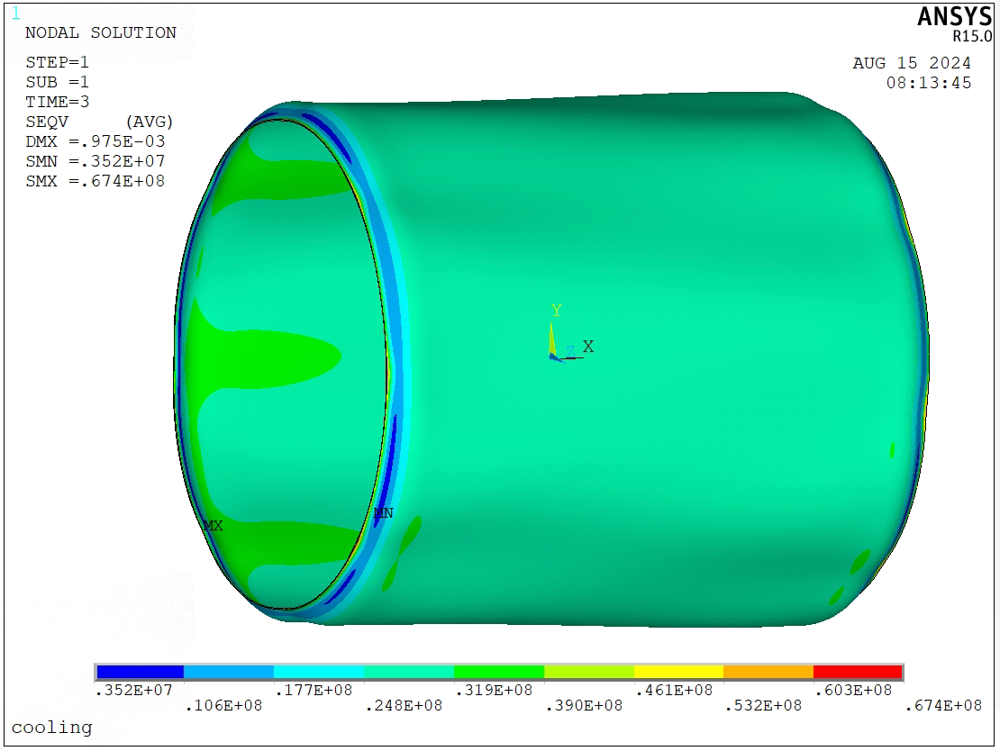 1
ANSYS
R15.0
NODAL SOLUTION
STEP=1
SUB =1
TIME=3
SEQV (AVG)
DMX =.975E-03
SMN =.352E+07
SMX =.674E+08
AUG 15 2024
08:13:45
Y
Z X
MX
MN
.352E+07 .177E+08 .319E+08 .461E+08 .603E+08
.106E+08 .248E+08 .390E+08 .532E+08 .674E+08
cooling